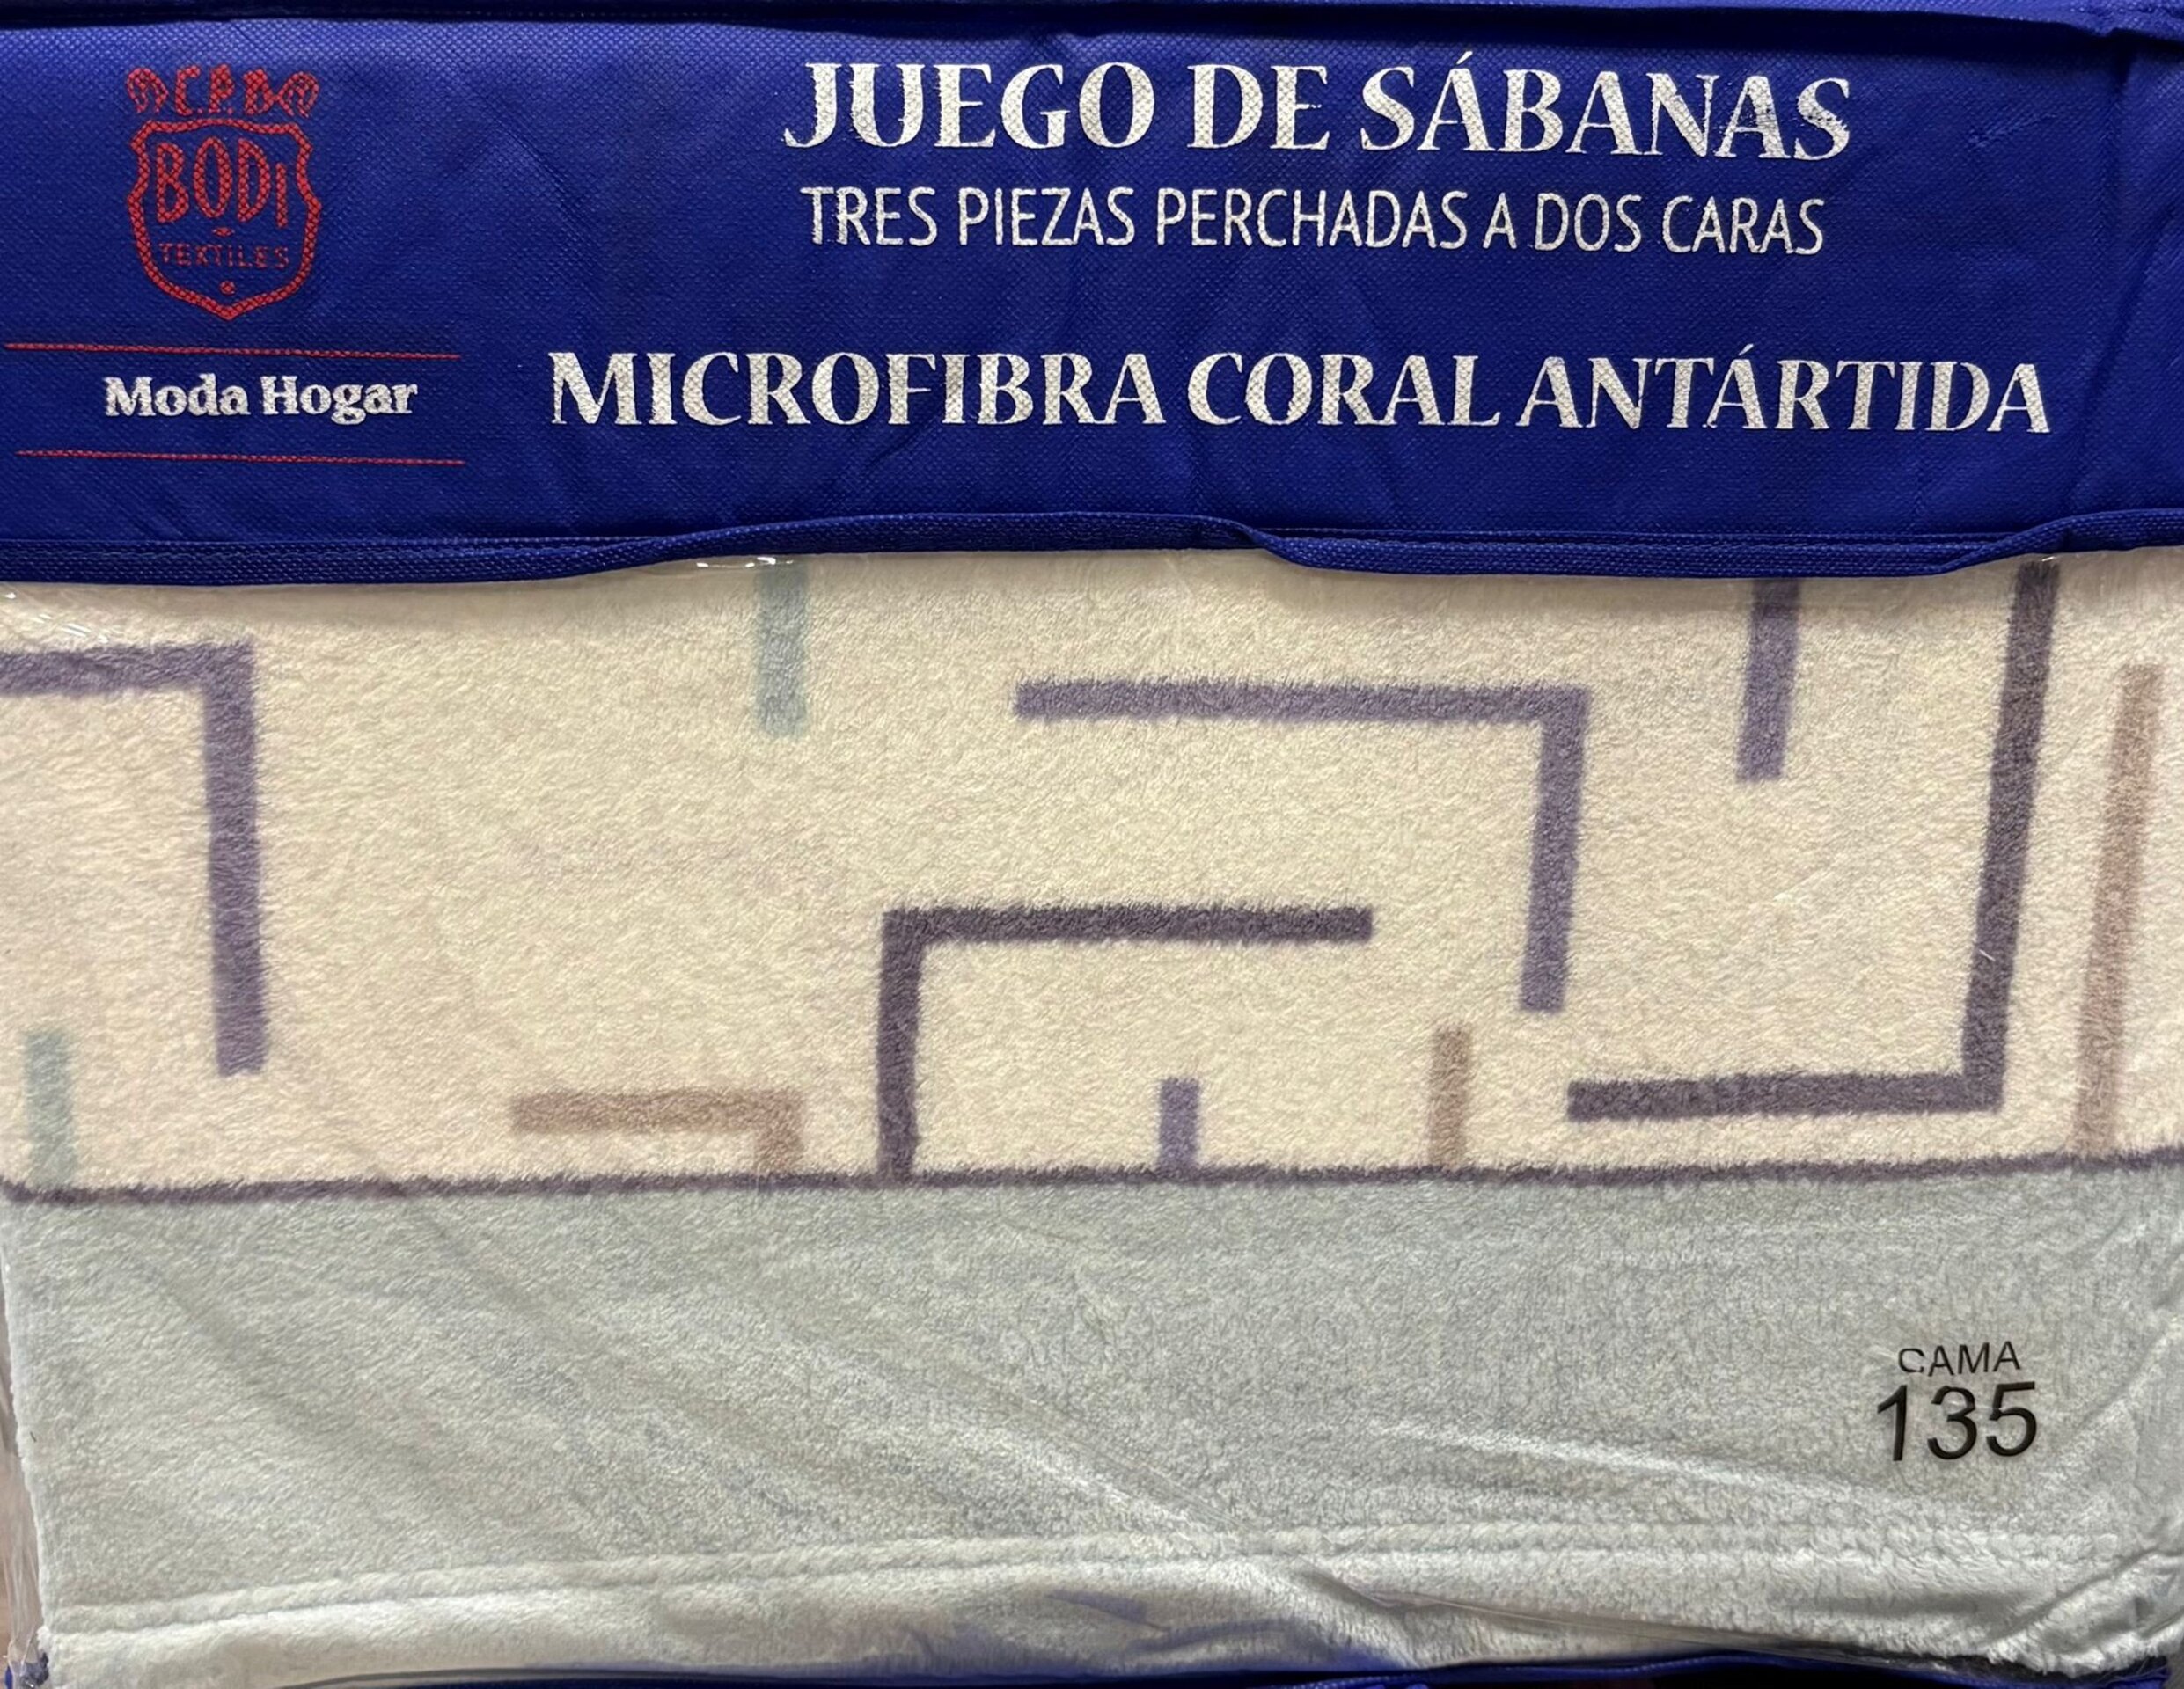 C.P.B
BODI
TEXTILES
Moda Hogar
JUEGO DE SÁBANAS
TRES PIEZAS PERCHADAS A DOS CARAS
MICROFIBRA CORAL ANTÁRTIDA
CAMA
135